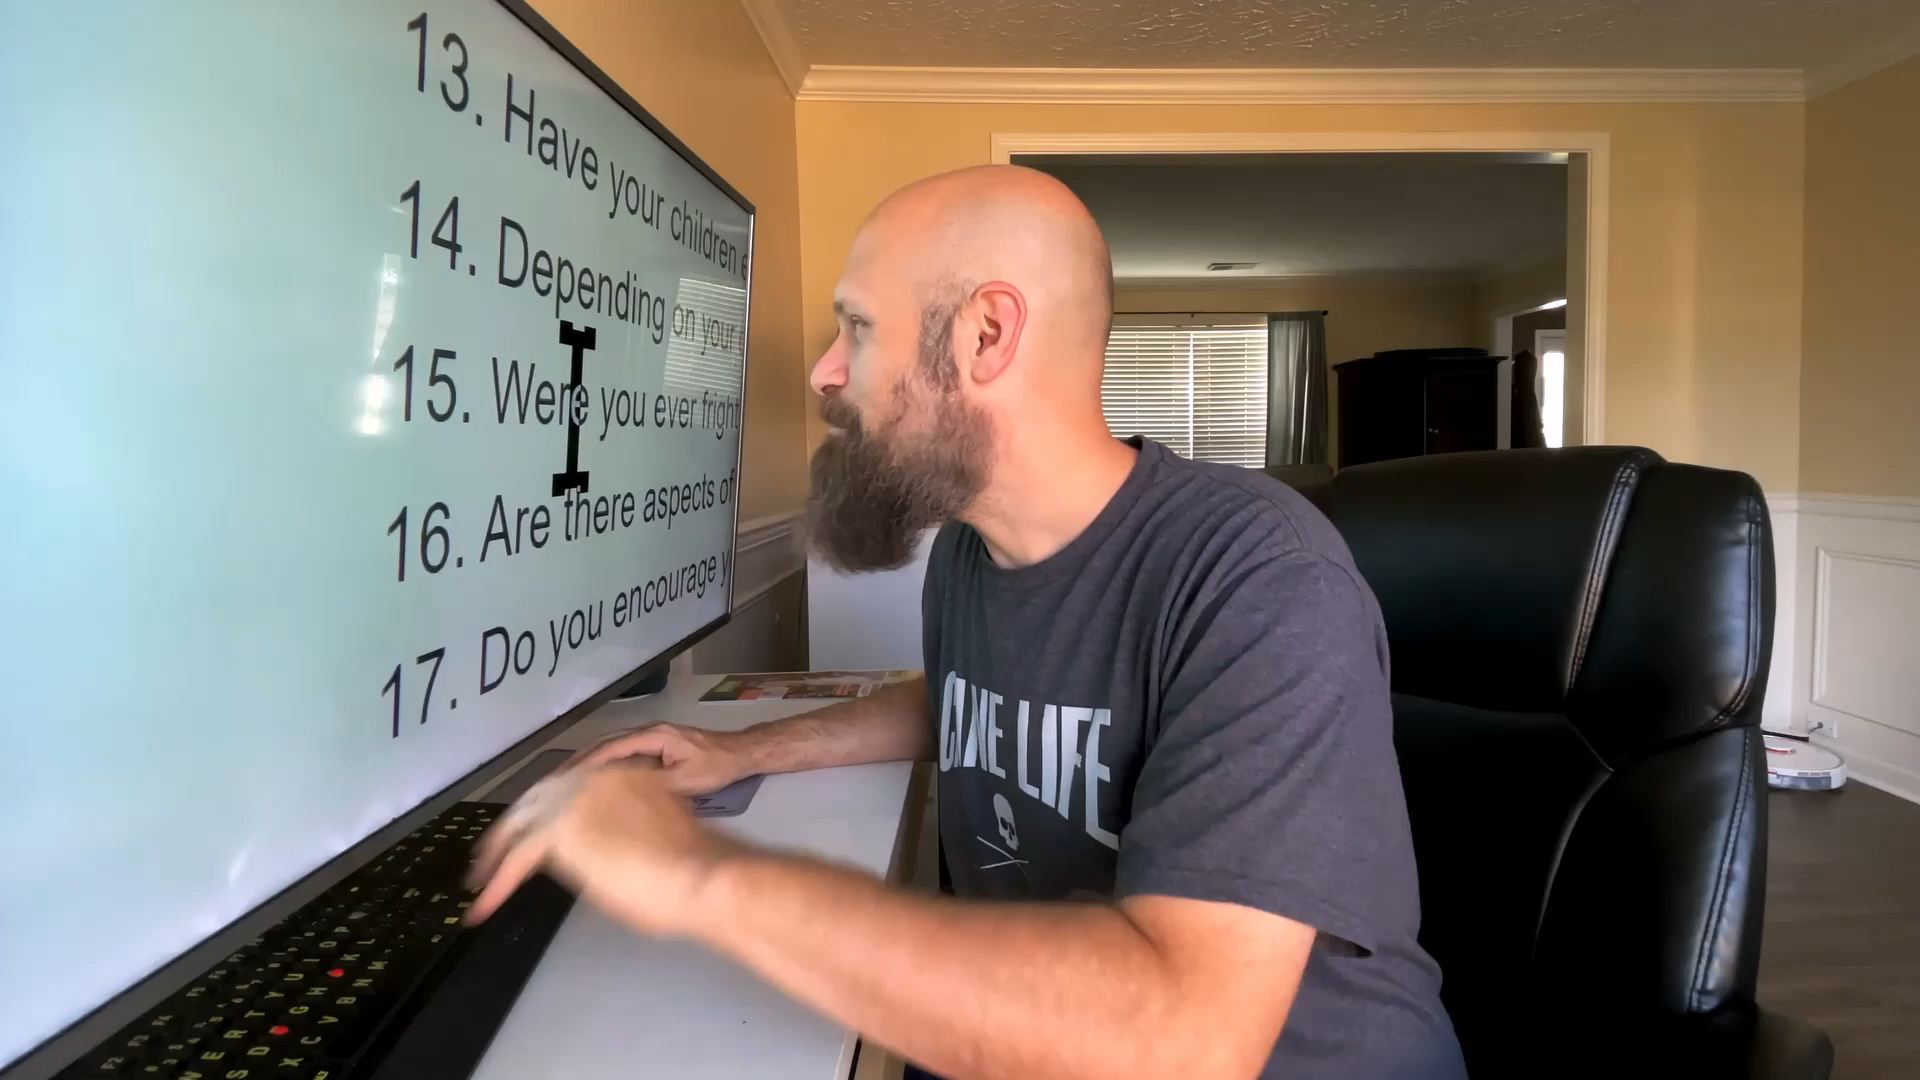 13. Have your children
14. Depending on your
15. Were you ever fright
16. Are there aspects of
17. Do you encourage y
LIFE